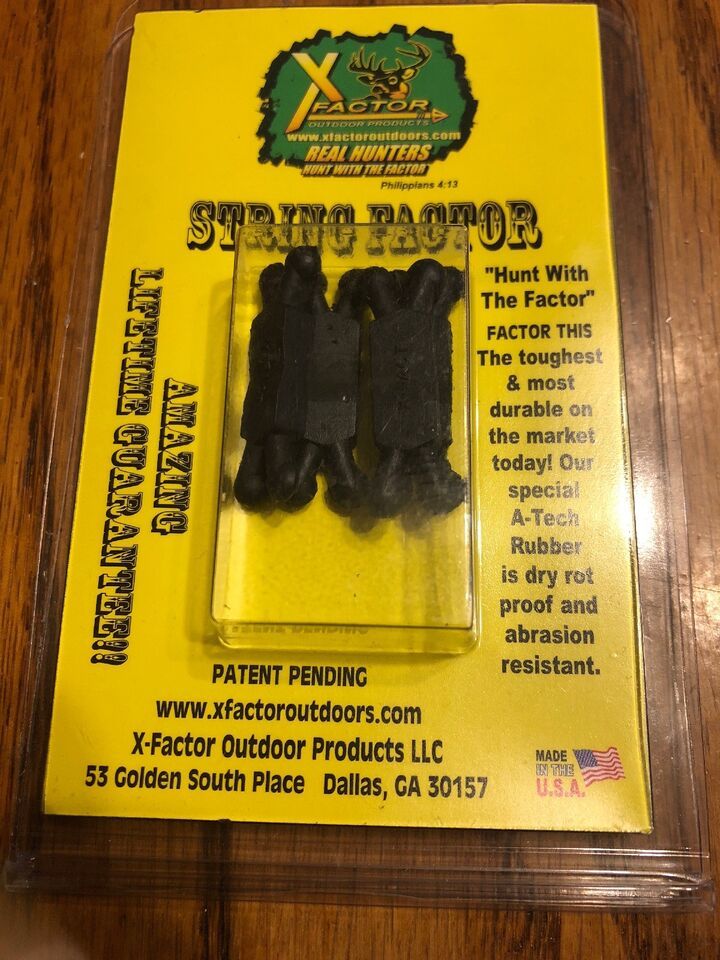 X
FACTOR
OUTDOOR PRODUCTS
www.xfactoroutdoors.com
REAL HUNTERS
HUNT WITH THE FACTOR
Philippians 4:13
STRING FACTOR
AMAZING
LIFETIME GUARANTEE!!
"Hunt With
The Factor"
FACTOR THIS
The toughest
& most
durable on
the market
today! Our
special
A-Tech
Rubber
is dry rot
proof and
abrasion
resistant.
PATENT PENDING
www.xfactoroutdoors.com
X-Factor Outdoor Products LLC
53 Golden South Place Dallas, GA 30157
MADE
IN THE
U.S.A.